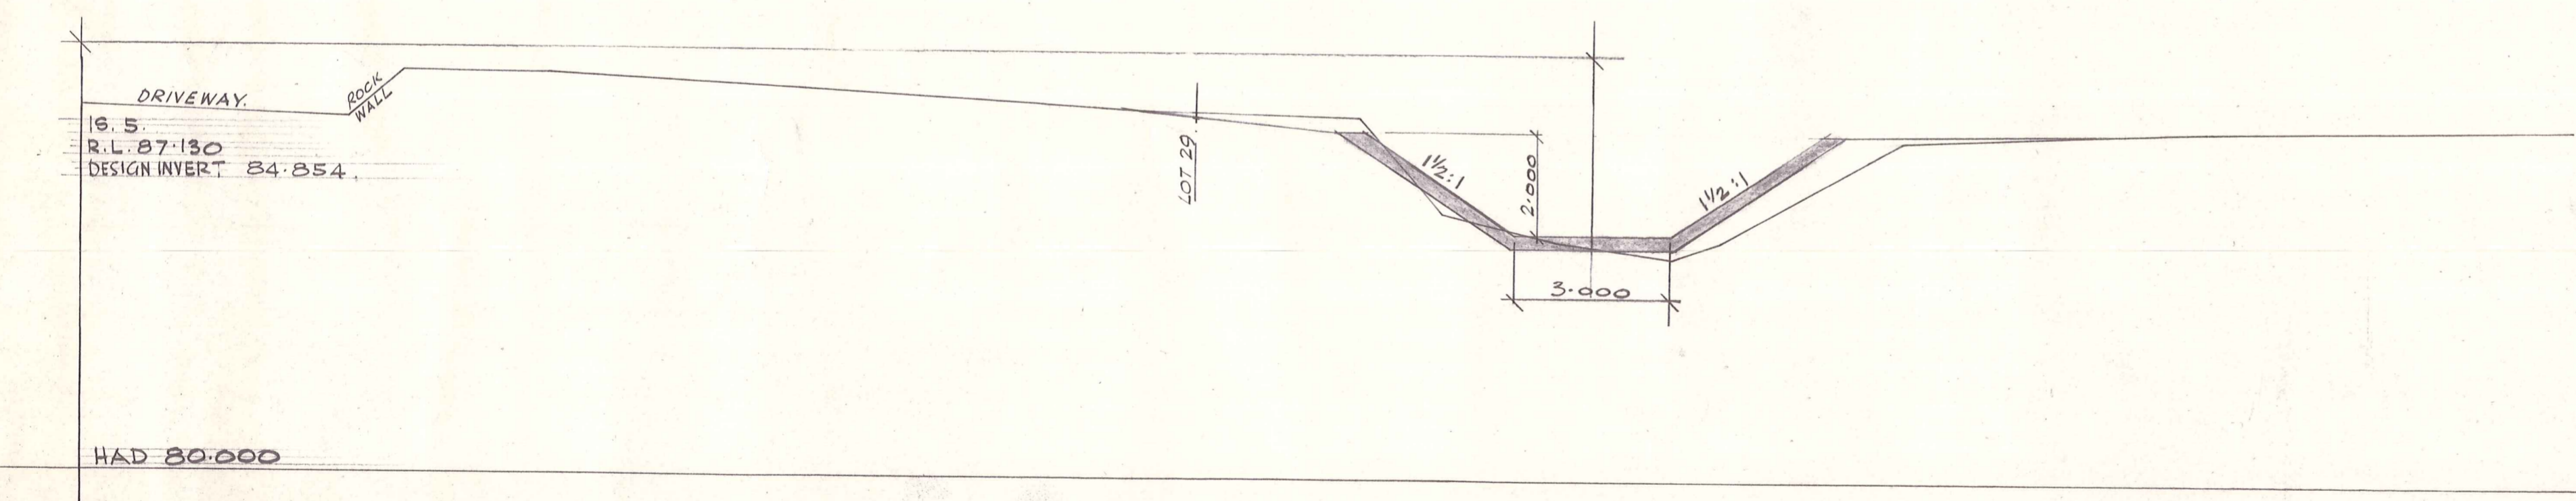 DRIVEWAY.
ROCK
WALL
IS. 5.
R.L. 87.130
DESIGN INVERT 84.854.
LOT 29.
1½:1
2.000
1½:1
3.000
HAD 80.000